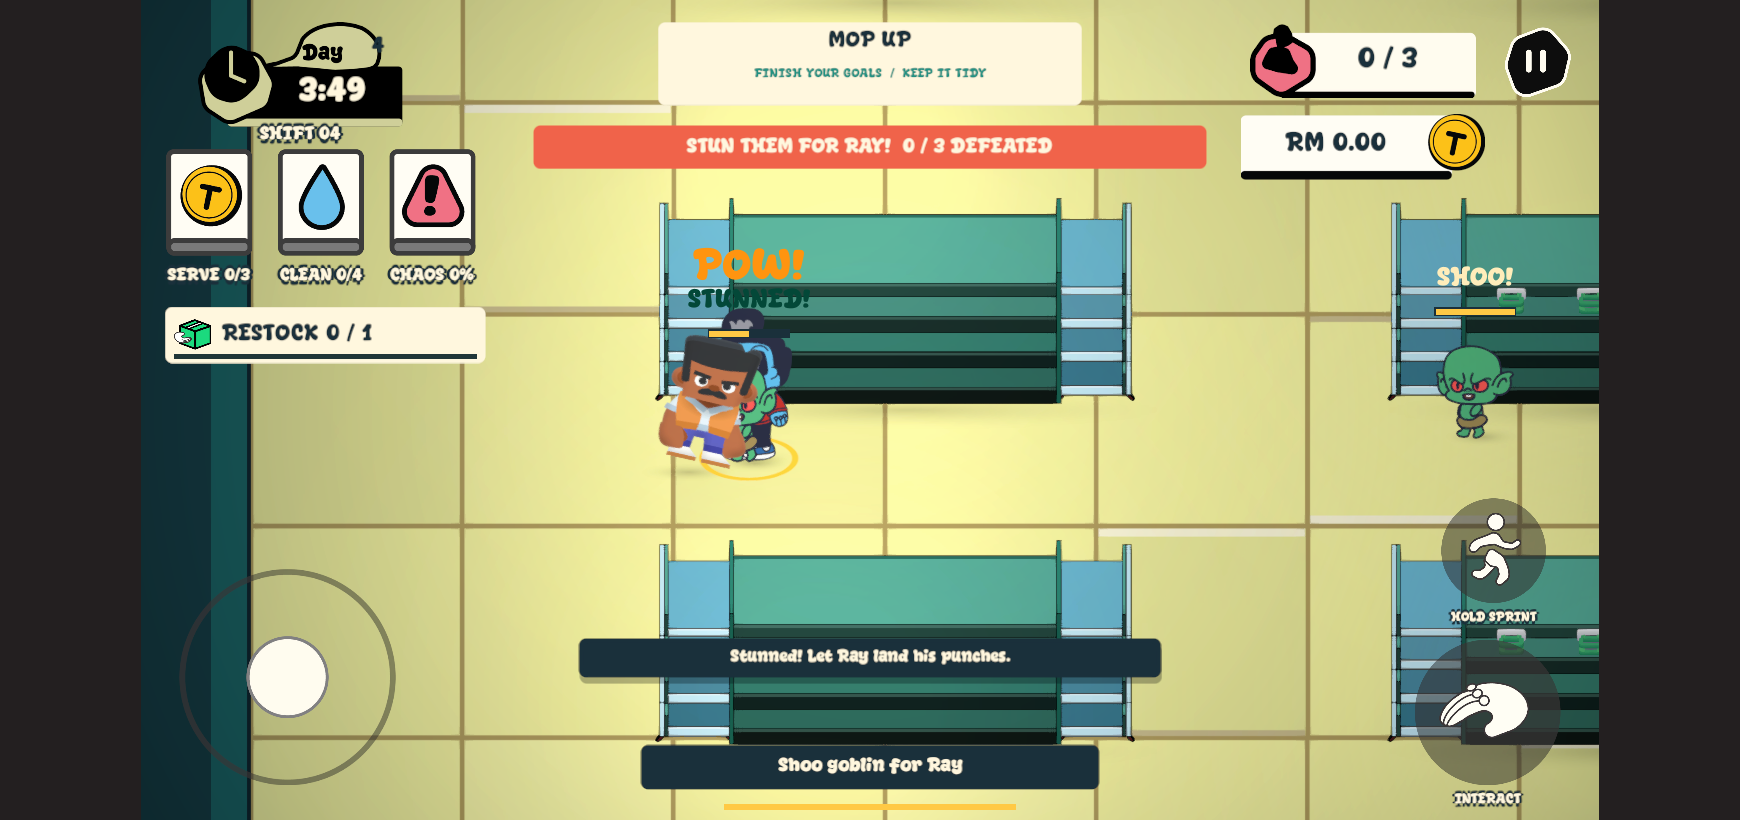 Day 4
3:49
SHIFT 04
MOP UP
FINISH YOUR GOALS / KEEP IT TIDY
0 / 3
STUN THEM FOR RAY! 0 / 3 DEFEATED
RM 0.00
T
T
SERVE 0/3
CLEAN 0/4
CHAOS 0%
RESTOCK 0 / 1
POW!
STUNNED!
SHOO!
HOLD SPRINT
Stunned! Let Ray land his punches.
Shoo goblin for Ray
INTERACT